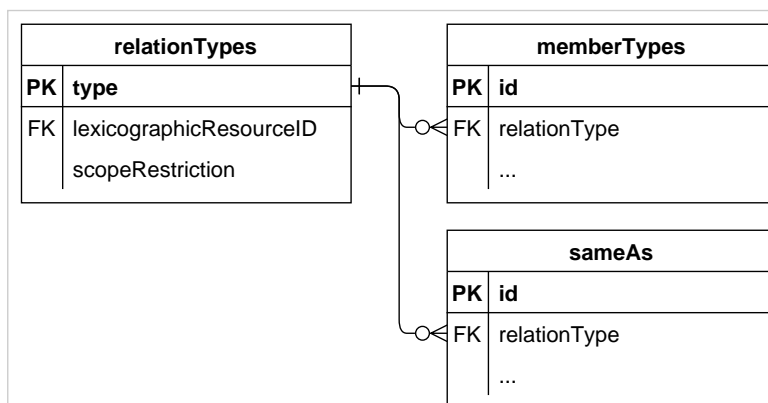 relationTypes
PK type
FK lexicographicResourceID
scopeRestriction
memberTypes
PK id
FK relationType
...
sameAs
PK id
FK relationType
...